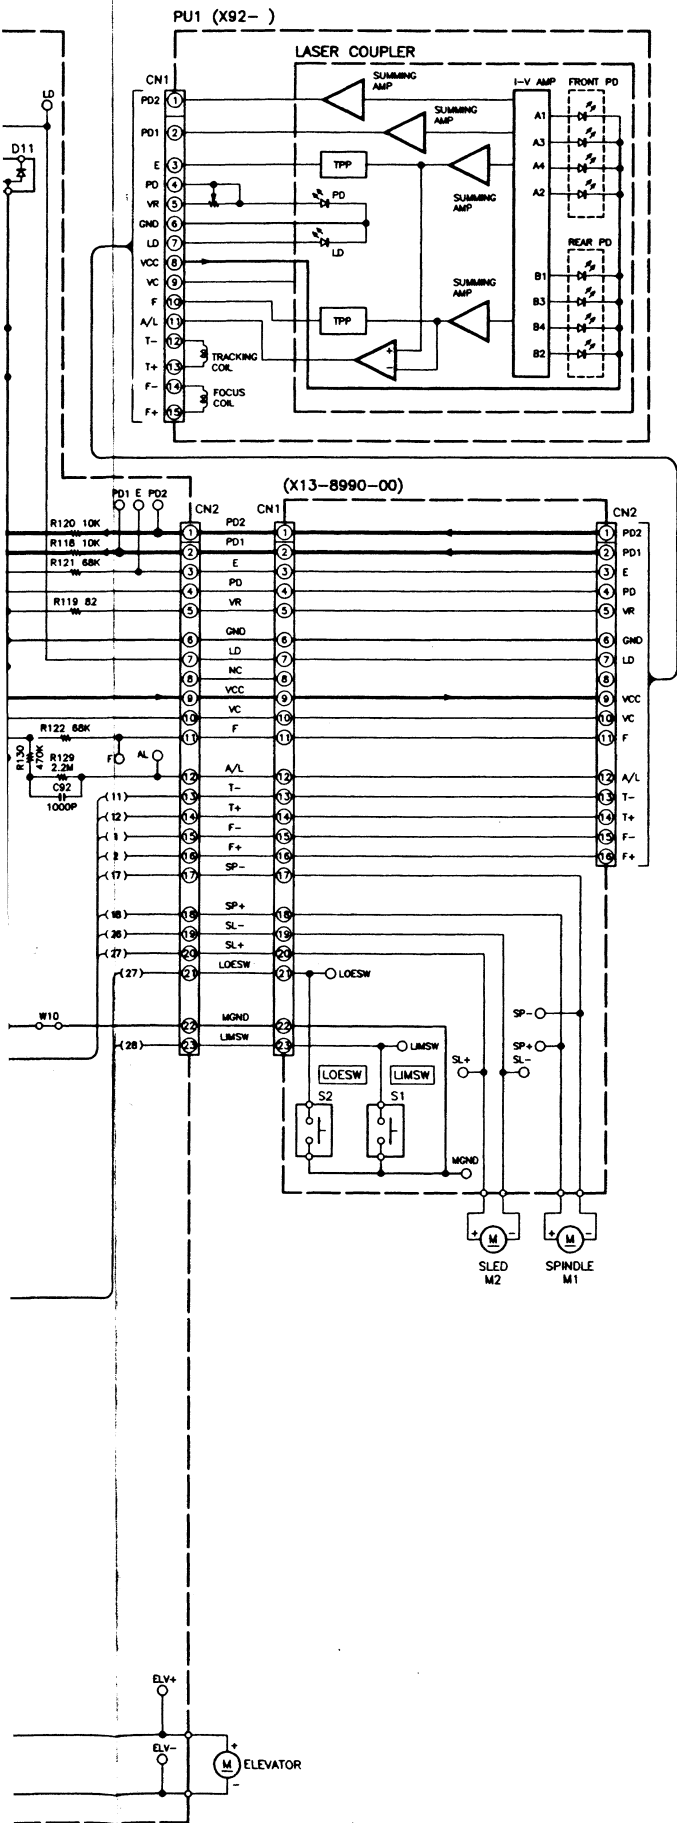 PU1 (X92- )
LASER COUPLER
CN1
SUMMING
AMP
I-V AMP
FRONT PD
LD
PD2 1
SUMMING
AMP
A1
PD1 2
A3
D11
E 3
TPP
A4
PD 4
SUMMING
AMP
A2
VR 5
PD
GND 6
LD 7
LD
REAR PD
VCC 8
VC 9
SUMMING
AMP
B1
F 10
B3
A/L 11
TPP
B4
T- 12
+
B2
TRACKING
COIL
T+ 13
-
F- 14
FOCUS
COIL
F+ 15
(X13-8990-00)
PD1 E PD2
CN2
CN1
CN2
R120 10K
1 PD2 1
1 PD2
R118 10K
2 PD1 2
2 PD1
R121 68K
3 E 3
3 E
4 PD 4
4 PD
R119 82
5 VR 5
5 VR
6 GND 6
6 GND
7 LD 7
7 LD
8 NC 8
8
9 VCC 9
9 VCC
10 VC 10
10 VC
R122 68K
11 F 11
11 F
R130
470K
F
AL
R129
2.2M
12 A/L 12
12 A/L
C92
1000P
(11)
13 T- 13
13 T-
(12)
14 T+ 14
14 T+
(1)
15 F- 15
15 F-
(2)
16 F+ 16
16 F+
(17)
17 SP- 17
(18)
18 SP+ 18
(26)
19 SL- 19
(27)
20 SL+ 20
(27)
21 LOESW 21
LOESW
SP-
W10
22 MGND 22
(28)
23 LIMSW 23
LIMSW
SP+
SL+
SL-
LOESW
LIMSW
S2
S1
MGND
+ M -
+ M -
SLED
M2
SPINDLE
M1
ELV+
+
ELV-
M
ELEVATOR
-